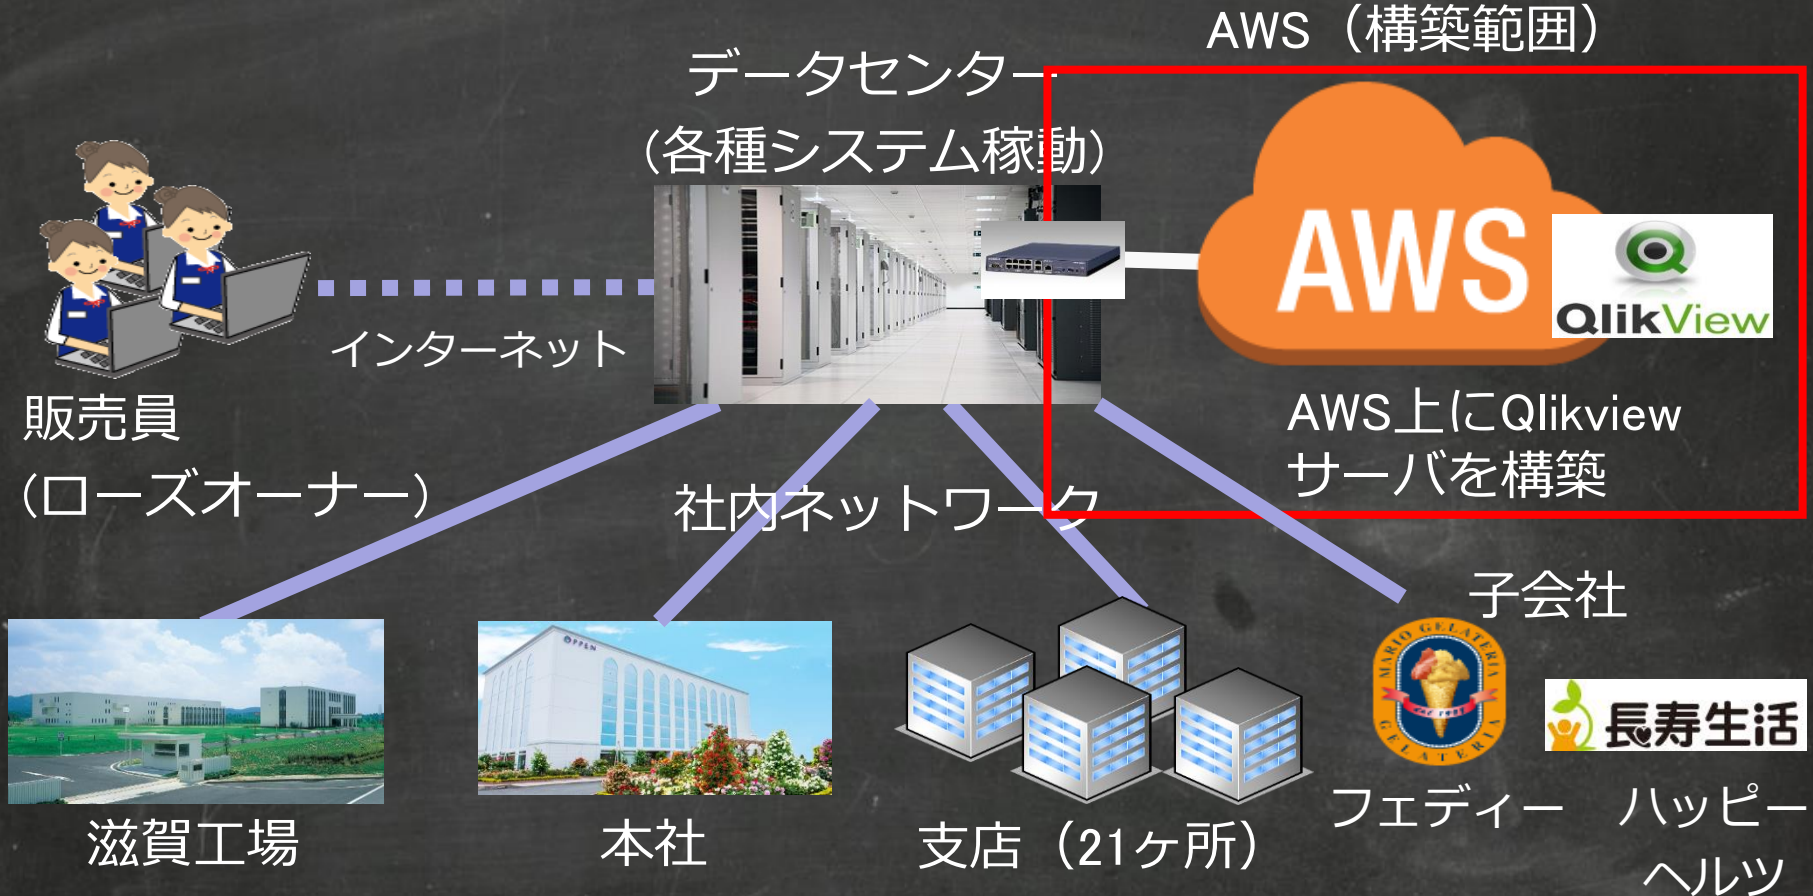 AWS（構築範囲）
データセンター
(各種システム稼動)
AWS
QlikView
インターネット
AWS上にQlikview
サーバを構築
販売員
(ローズオーナー)
社内ネットワーク
子会社
OPPEN
MARIO GELATERIA
GELATERIA
長寿生活
滋賀工場
本社
支店（21ヶ所）
フェディー
ハッピー
ヘルツ